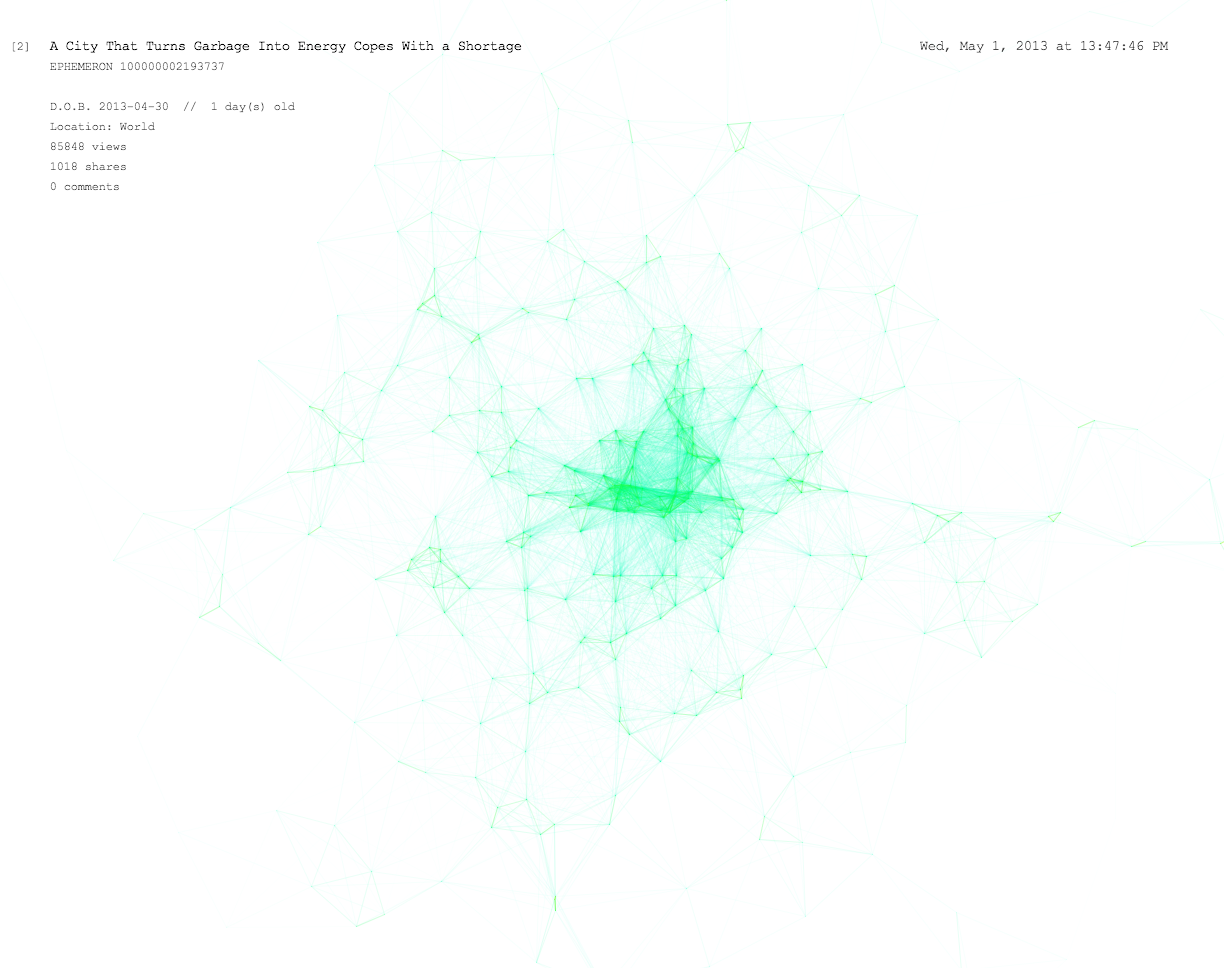 [2] A City That Turns Garbage Into Energy Copes With a Shortage Wed, May 1, 2013 at 13:47:46 PM
EPHEMERON 100000002193737
D.O.B. 2013-04-30 // 1 day(s) old
Location: World
85848 views
1018 shares
0 comments